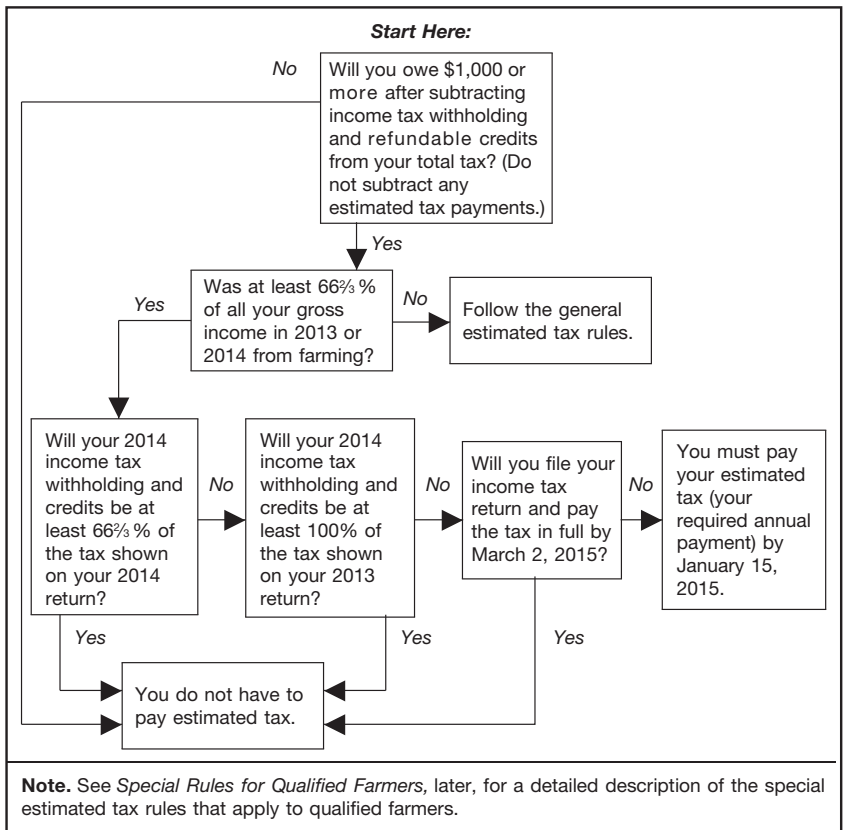 Start Here:
No
Will you owe $1,000 or
more after subtracting
income tax withholding
and refundable credits
from your total tax? (Do
not subtract any
estimated tax payments.)
Yes
Was at least 66⅔ %
of all your gross
income in 2013 or
2014 from farming?
Yes
No
Follow the general
estimated tax rules.
Will your 2014
income tax
withholding and
credits be at
least 66⅔ % of
the tax shown
on your 2014
return?
No
Will your 2014
income tax
withholding and
credits be at
least 100% of
the tax shown
on your 2013
return?
No
Will you file your
income tax
return and pay
the tax in full by
March 2, 2015?
No
You must pay
your estimated
tax (your
required annual
payment) by
January 15,
2015.
Yes
Yes
Yes
You do not have to
pay estimated tax.
Note. See Special Rules for Qualified Farmers, later, for a detailed description of the special
estimated tax rules that apply to qualified farmers.